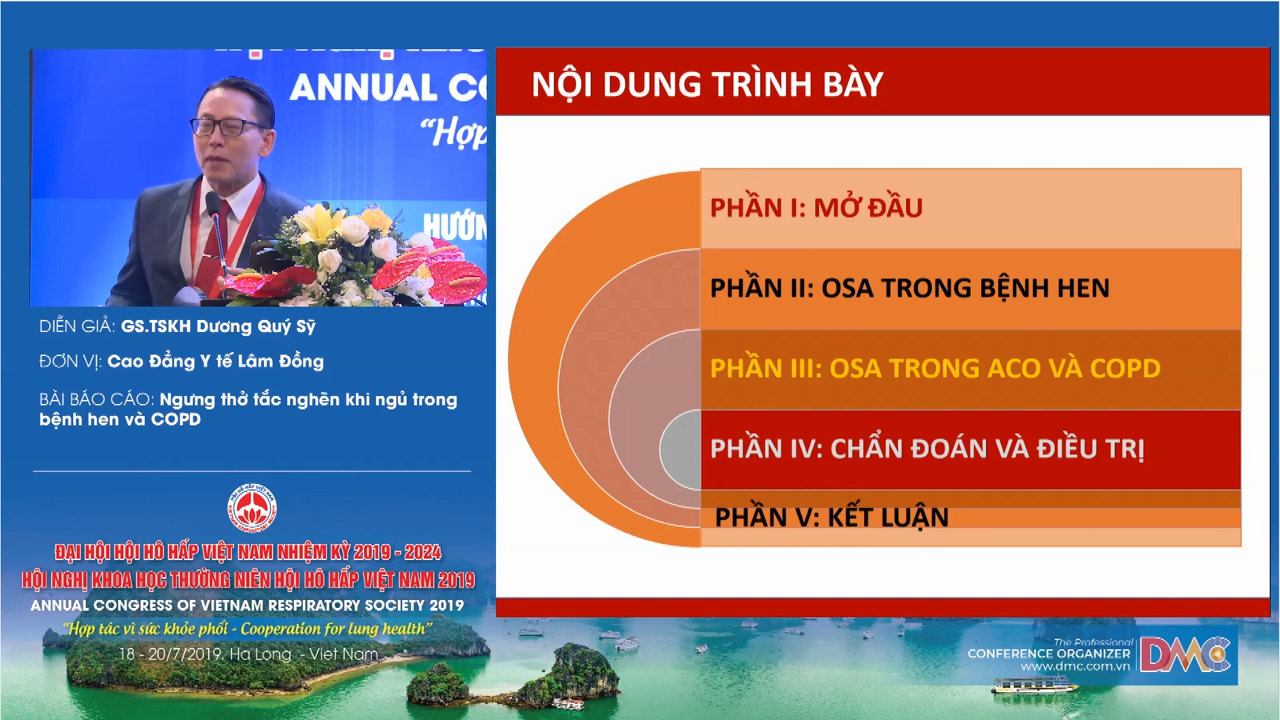 ANNUAL
“Hợp
HƯỚN
DIỄN GIẢ: GS.TSKH Dương Quý Sỹ
ĐƠN VỊ: Cao Đẳng Y tế Lâm Đồng
BÀI BÁO CÁO: Ngưng thở tắc nghẽn khi ngủ trong
bệnh hen và COPD
ĐẠI HỘI HỘI HÔ HẤP VIỆT NAM NHIỆM KỲ 2019 - 2024
HỘI NGHỊ KHOA HỌC THƯỜNG NIÊN HỘI HÔ HẤP VIỆT NAM 2019
ANNUAL CONGRESS OF VIETNAM RESPIRATORY SOCIETY 2019
“Hợp tác vì sức khỏe phổi - Cooperation for lung health”
18 - 20/7/2019. Ha Long - Viet Nam
NỘI DUNG TRÌNH BÀY
PHẦN I: MỞ ĐẦU
PHẦN II: OSA TRONG BỆNH HEN
PHẦN III: OSA TRONG ACO VÀ COPD
PHẦN IV: CHẨN ĐOÁN VÀ ĐIỀU TRỊ
PHẦN V: KẾT LUẬN
The Professional
CONFERENCE ORGANIZER
www.dmc.com.vn
DMC